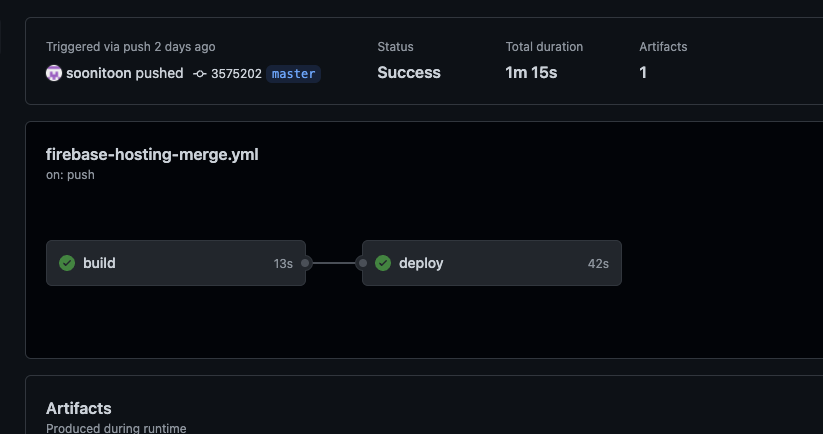 Triggered via push 2 days ago
soonitoon pushed 3575202 master
Status
Success
Total duration
1m 15s
Artifacts
1
firebase-hosting-merge.yml
on: push
build 13s
deploy 42s
Artifacts
Produced during runtime